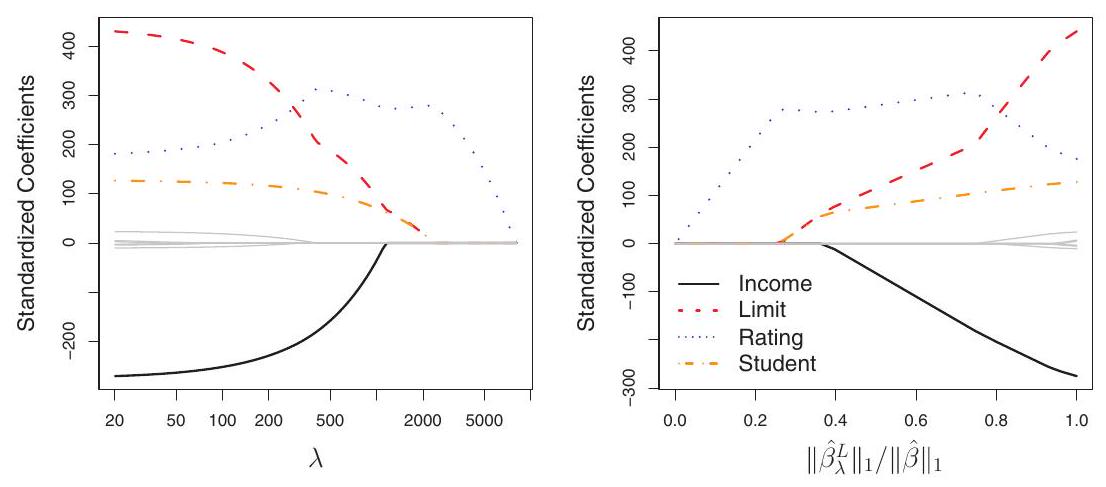 Standardized Coefficients
400
300
200
100
0
−200
20 50 100 200 500 2000 5000
λ
Standardized Coefficients
400
300
200
100
0
−100
−300
Income
Limit
Rating
Student
0.0 0.2 0.4 0.6 0.8 1.0
‖β̂λL‖1/‖β̂‖1